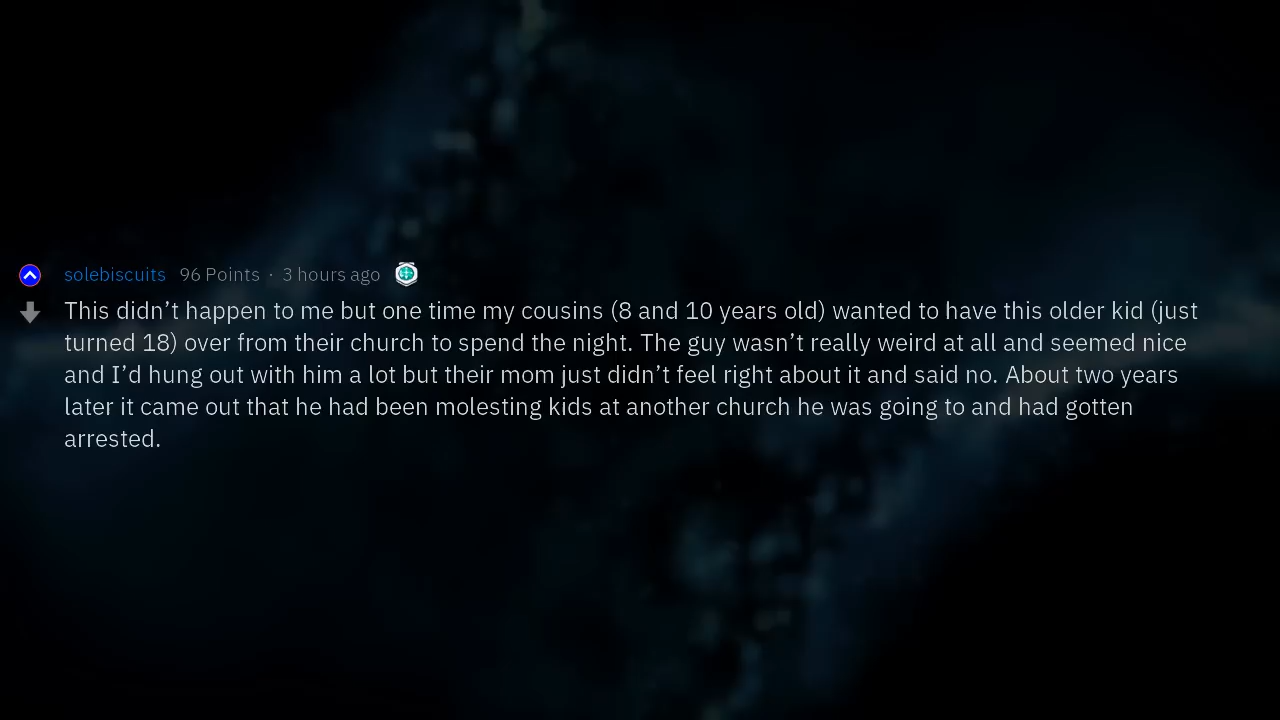 solebiscuits 96 Points · 3 hours ago
This didn’t happen to me but one time my cousins (8 and 10 years old) wanted to have this older kid (just
turned 18) over from their church to spend the night. The guy wasn’t really weird at all and seemed nice
and I’d hung out with him a lot but their mom just didn’t feel right about it and said no. About two years
later it came out that he had been molesting kids at another church he was going to and had gotten
arrested.